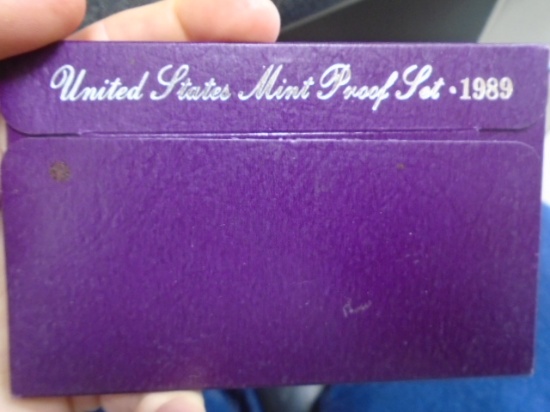 United States Mint Proof Set · 1989